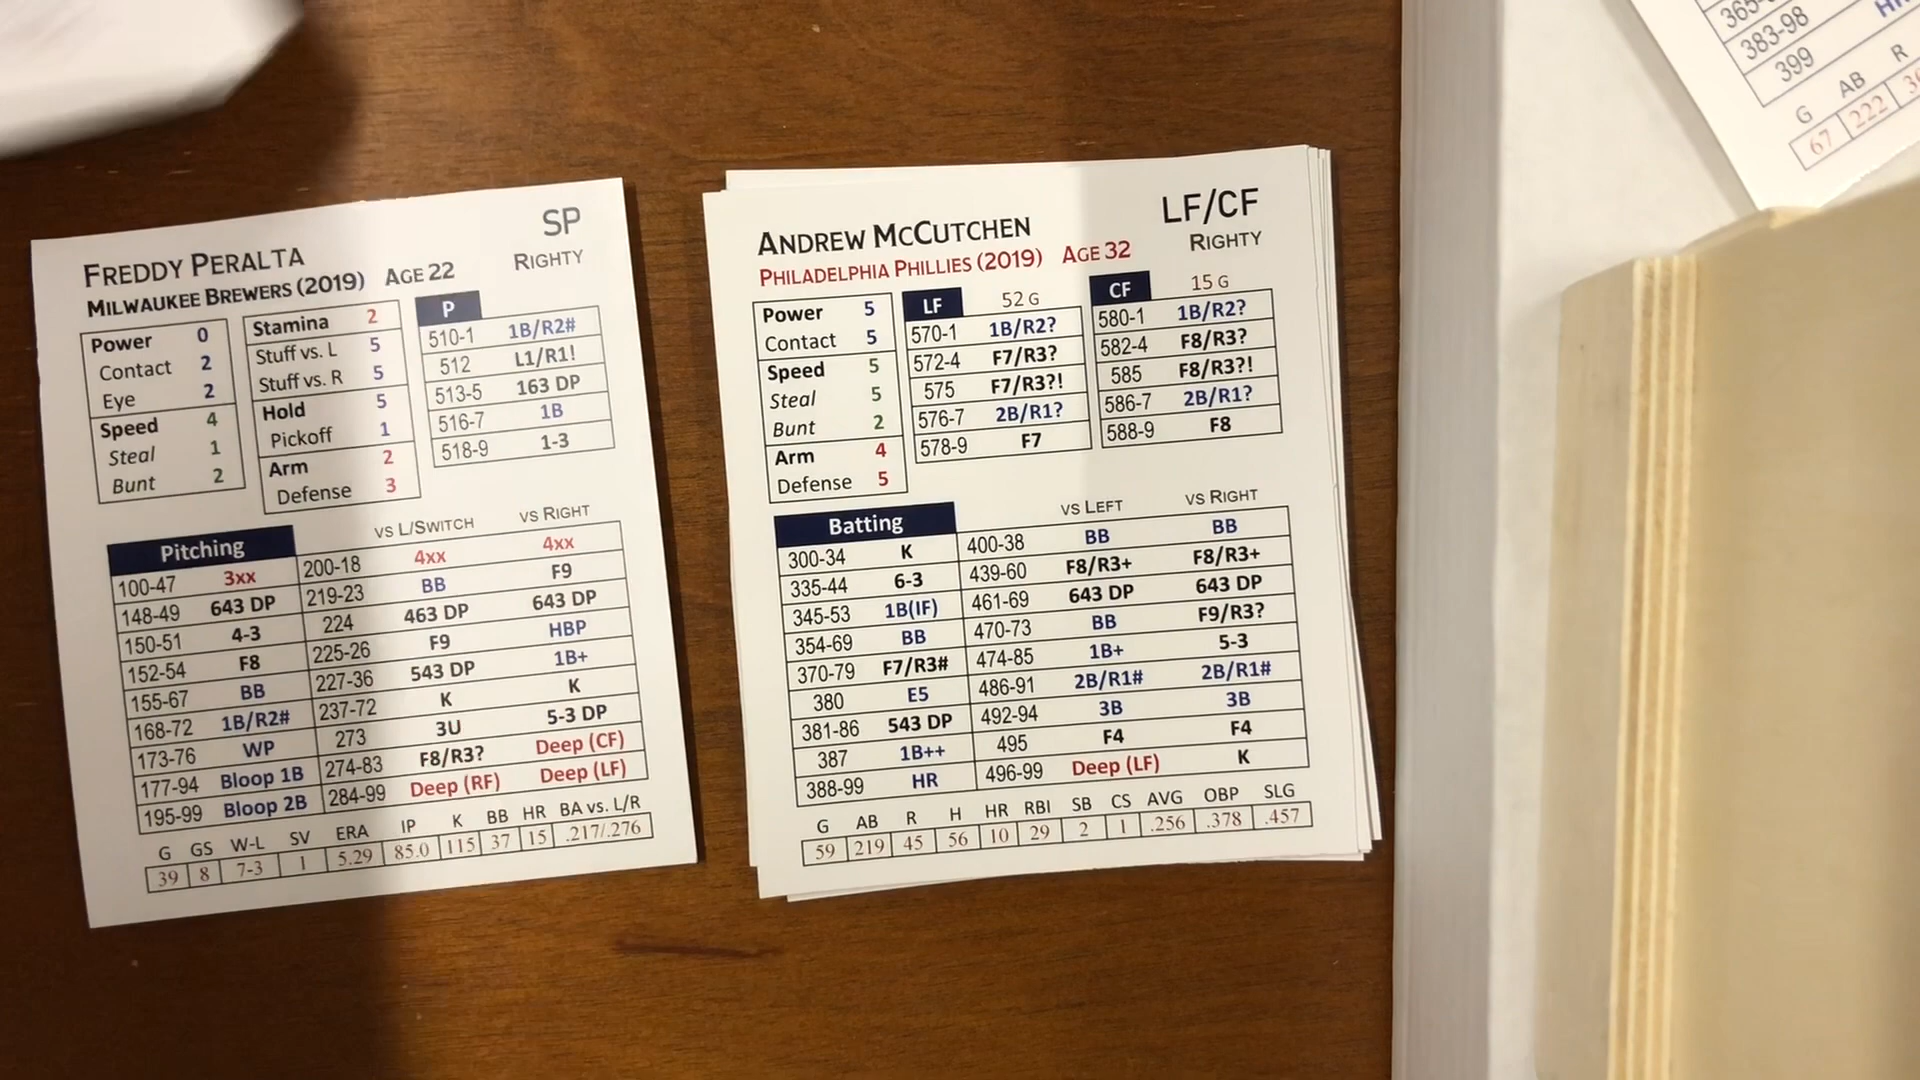 FREDDY PERALTA
SP
MILWAUKEE BREWERS (2019) AGE 22
RIGHTY
Power 0
Contact 2
Eye 2
Speed 4
Steal 1
Bunt 2
Stamina 2
Stuff vs. L 5
Stuff vs. R 5
Hold 5
Pickoff 1
Arm 2
Defense 3
P
510-1 1B/R2#
512 L1/R1!
513-5 163 DP
516-7 1B
518-9 1-3
Pitching
100-47 3xx
148-49 643 DP
150-51 4-3
152-54 F8
155-67 BB
168-72 1B/R2#
173-76 WP
177-94 Bloop 1B
195-99 Bloop 2B
VS L/SWITCH VS RIGHT
200-18 4xx 4xx
219-23 BB F9
224 463 DP 643 DP
225-26 F9 HBP
227-36 543 DP 1B+
237-72 K K
273 3U 5-3 DP
274-83 F8/R3? Deep (CF)
284-99 Deep (RF) Deep (LF)
G GS W-L SV ERA IP K BB HR BA vs. L/R
39 8 7-3 1 5.29 85.0 115 37 15 .217/.276
ANDREW MCCUTCHEN
LF/CF
PHILADELPHIA PHILLIES (2019) AGE 32
RIGHTY
Power 5
Contact 5
Speed 5
Steal 5
Bunt 2
Arm 4
Defense 5
LF 52 G
570-1 1B/R2?
572-4 F7/R3?
575 F7/R3?!
576-7 2B/R1?
578-9 F7
CF 15 G
580-1 1B/R2?
582-4 F8/R3?
585 F8/R3?!
586-7 2B/R1?
588-9 F8
Batting
300-34 K
335-44 6-3
345-53 1B(IF)
354-69 BB
370-79 F7/R3#
380 E5
381-86 543 DP
387 1B++
388-99 HR
VS LEFT VS RIGHT
400-38 BB BB
439-60 F8/R3+ F8/R3+
461-69 643 DP 643 DP
470-73 BB F9/R3?
474-85 1B+ 5-3
486-91 2B/R1# 2B/R1#
492-94 3B 3B
495 F4 F4
496-99 Deep (LF) K
G AB R H HR RBI SB CS AVG OBP SLG
59 219 45 56 10 29 2 1 .256 .378 .457
383-98
399
G AB R
67 222